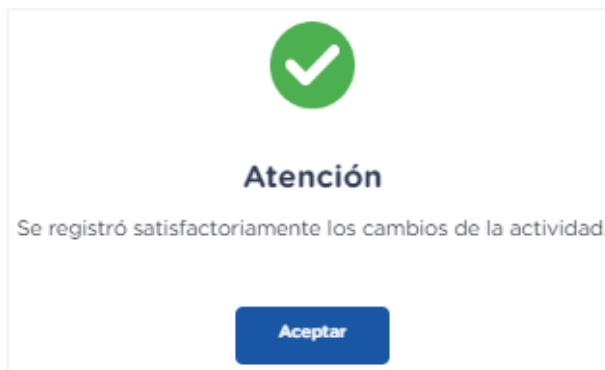 Atención
Se registró satisfactoriamente los cambios de la actividad.
Aceptar